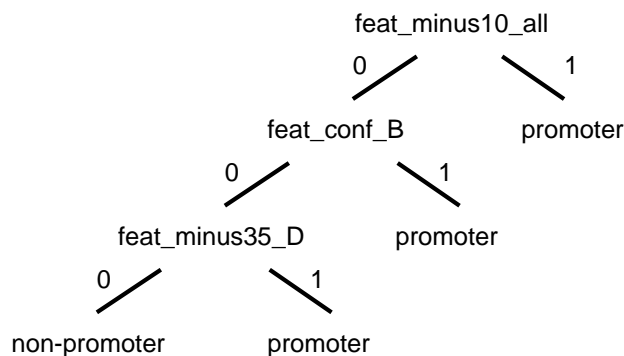 feat_minus10_all
0 1
feat_conf_B promoter
0 1
feat_minus35_D promoter
0 1
non-promoter promoter